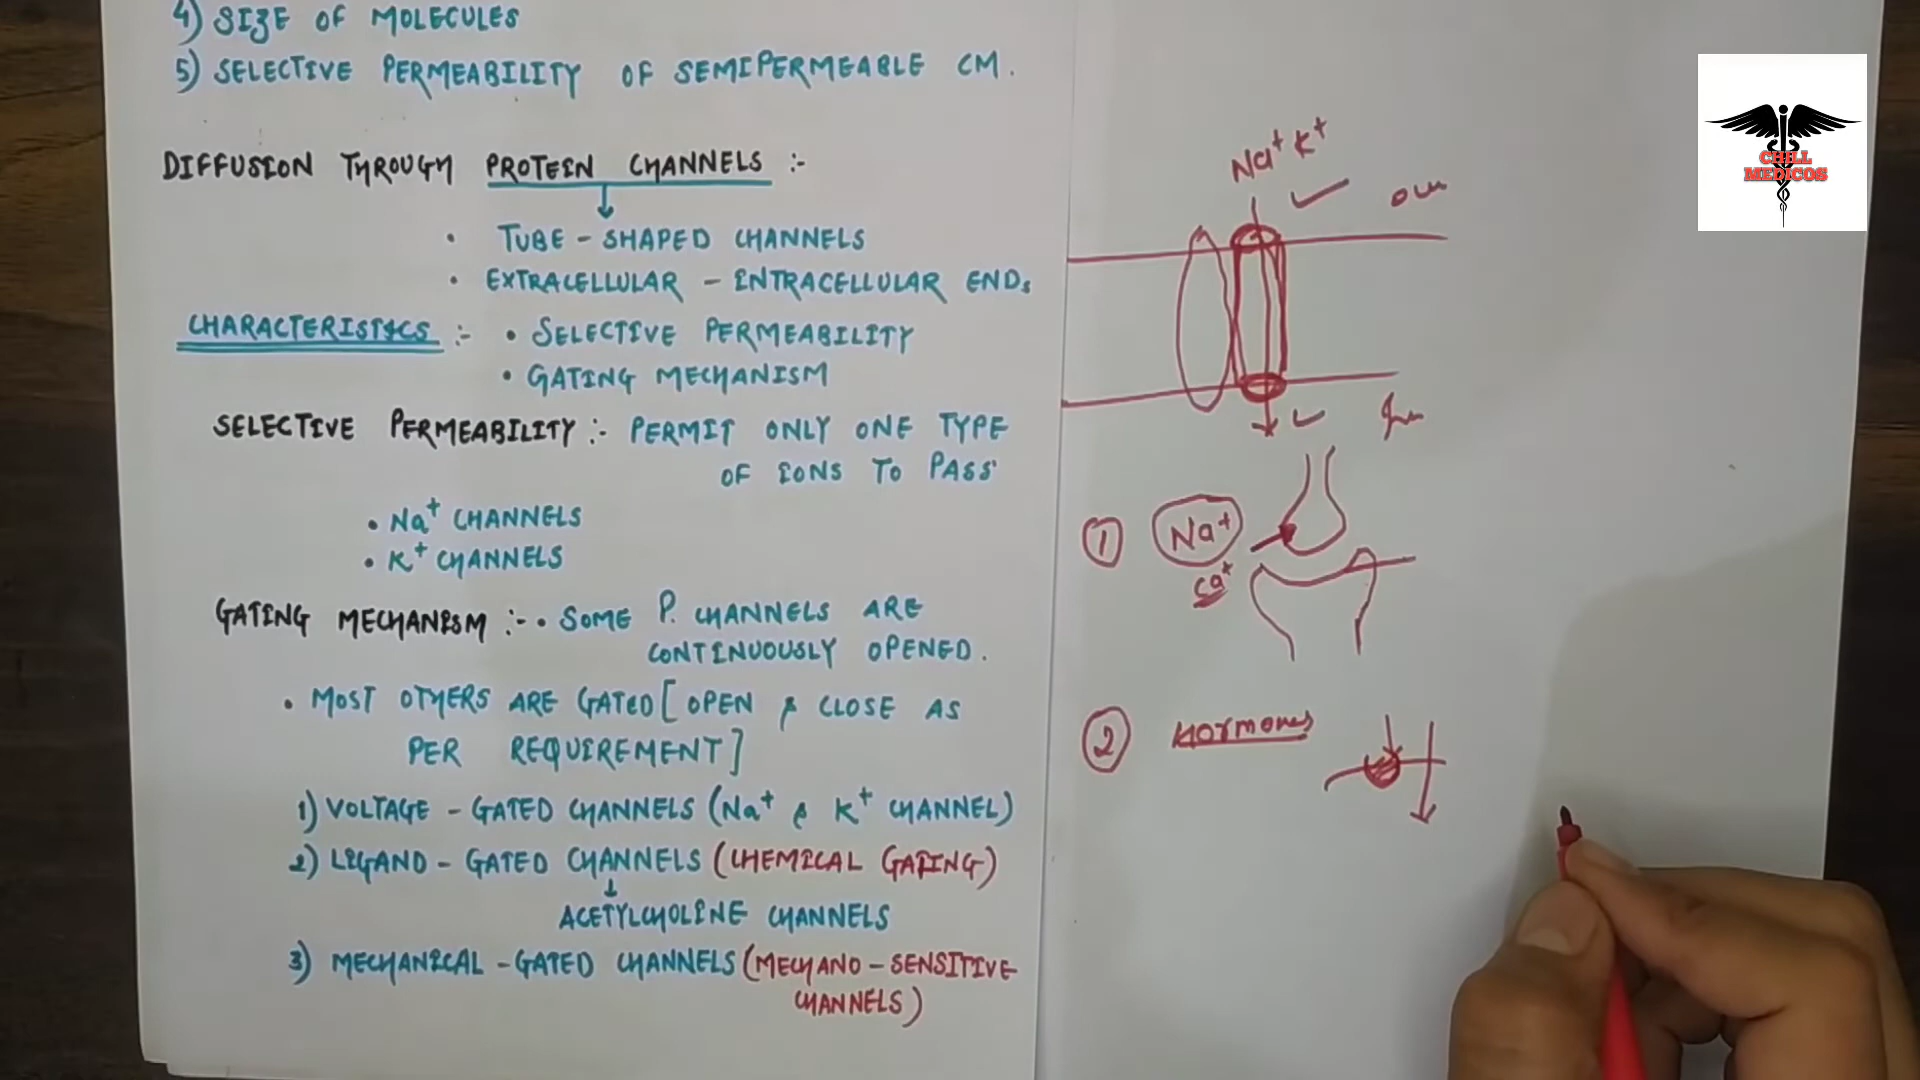 4) SIZE OF MOLECULES
5) SELECTIVE PERMEABILITY OF SEMIPERMEABLE CM.
DIFFUSION THROUGH PROTEIN CHANNELS :-
• TUBE - SHAPED CHANNELS
• EXTRACELLULAR - INTRACELLULAR ENDs
CHARACTERISTICS :- • SELECTIVE PERMEABILITY
• GATING MECHANISM
SELECTIVE PERMEABILITY :- PERMIT ONLY ONE TYPE
OF IONS TO PASS
• Na+ CHANNELS
• K+ CHANNELS
GATING MECHANISM :- • SOME P. CHANNELS ARE
CONTINUOUSLY OPENED.
• MOST OTHERS ARE GATED [OPEN & CLOSE AS
PER REQUIREMENT]
1) VOLTAGE - GATED CHANNELS (Na+ & K+ CHANNEL)
2) LIGAND - GATED CHANNELS (CHEMICAL GATING)
ACETYLCHOLINE CHANNELS
3) MECHANICAL - GATED CHANNELS (MECHANO - SENSITIVE
CHANNELS)
Na+ K+
① Na+
Ca+
② Hormones
CHILL
MEDICOS